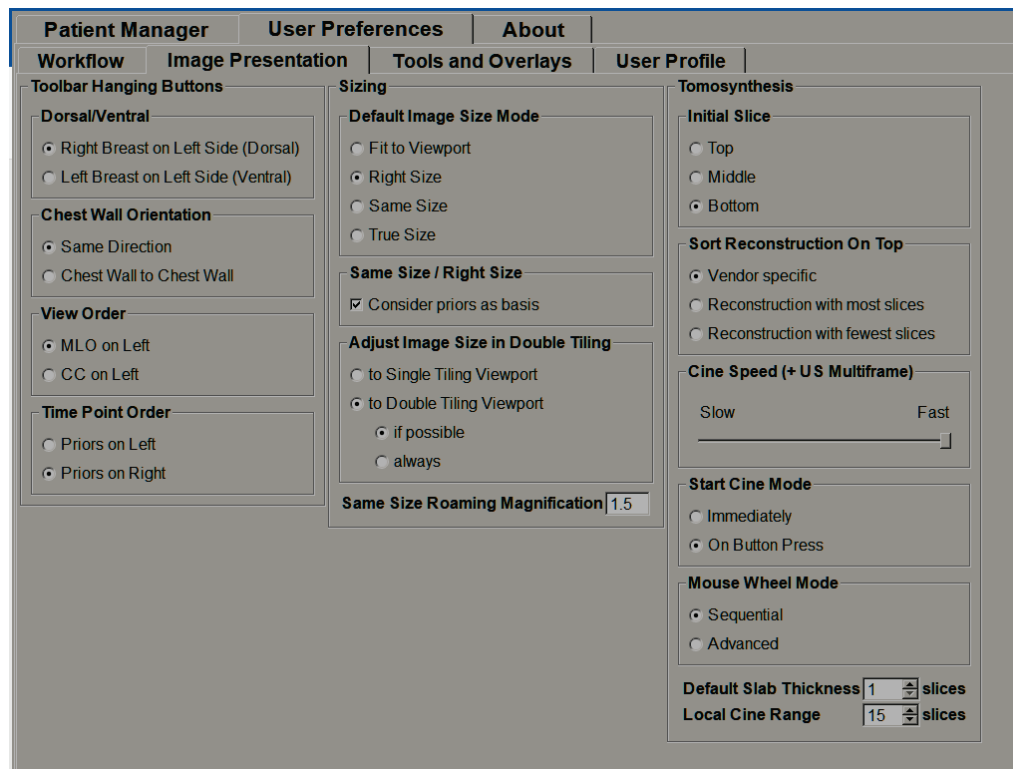 Patient Manager User Preferences About
Workflow Image Presentation Tools and Overlays User Profile
Toolbar Hanging Buttons
Dorsal/Ventral
Right Breast on Left Side (Dorsal)
Left Breast on Left Side (Ventral)
Chest Wall Orientation
Same Direction
Chest Wall to Chest Wall
View Order
MLO on Left
CC on Left
Time Point Order
Priors on Left
Priors on Right
Sizing
Default Image Size Mode
Fit to Viewport
Right Size
Same Size
True Size
Same Size / Right Size
Consider priors as basis
Adjust Image Size in Double Tiling
to Single Tiling Viewport
to Double Tiling Viewport
if possible
always
Same Size Roaming Magnification 1.5
Tomosynthesis
Initial Slice
Top
Middle
Bottom
Sort Reconstruction On Top
Vendor specific
Reconstruction with most slices
Reconstruction with fewest slices
Cine Speed (+ US Multiframe)
Slow Fast
Start Cine Mode
Immediately
On Button Press
Mouse Wheel Mode
Sequential
Advanced
Default Slab Thickness 1 slices
Local Cine Range 15 slices